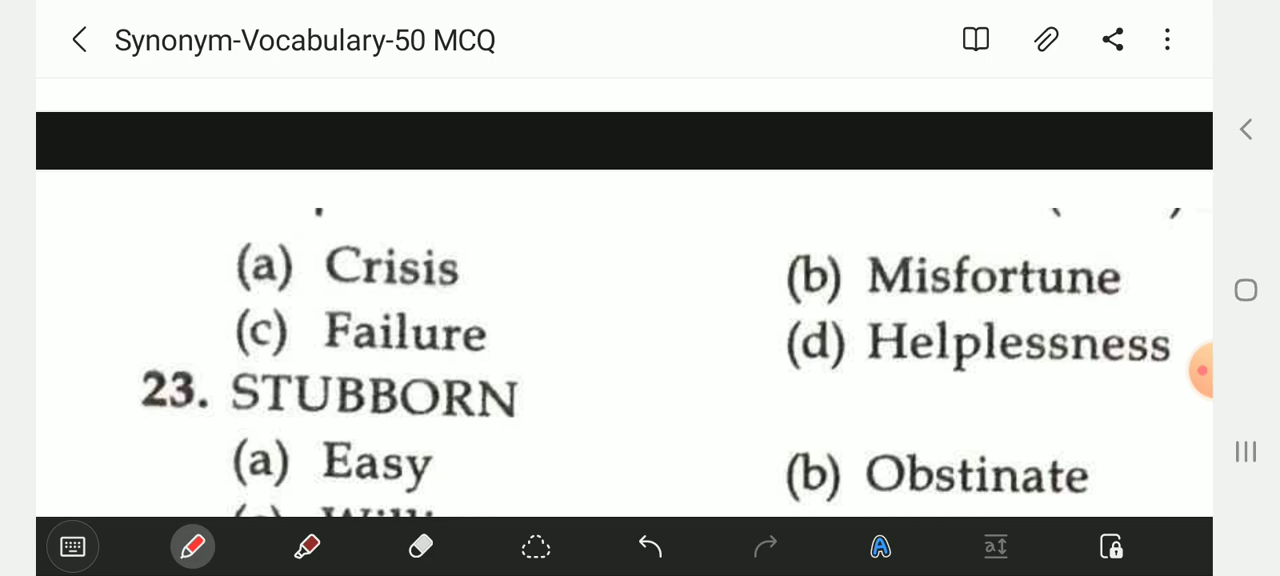 Synonym-Vocabulary-50 MCQ
(a) Crisis (b) Misfortune
(c) Failure (d) Helplessness
23. STUBBORN
(a) Easy (b) Obstinate